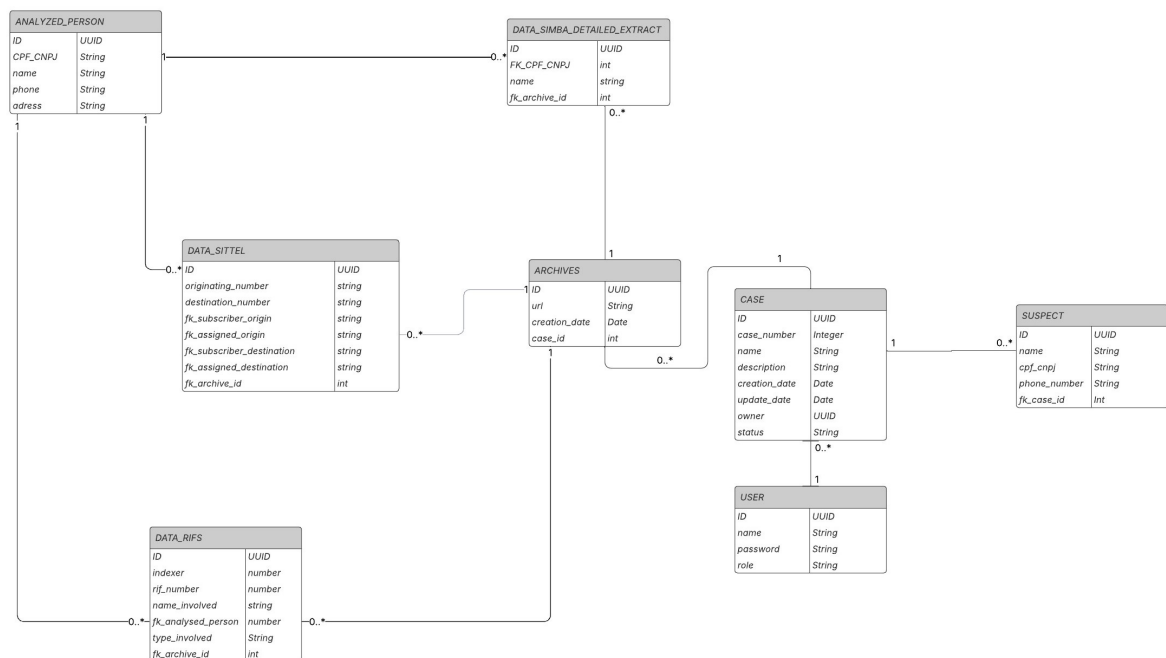 ANALYZED_PERSON
ID UUID
CPF_CNPJ String
name String
phone String
adress String
1
1
1
0..*
DATA_SIMBA_DETAILED_EXTRACT
ID UUID
FK_CPF_CNPJ int
name string
fk_archive_id int
0..*
1
DATA_SITTEL
0..*
ID UUID
originating_number string
destination_number string
fk_subscriber_origin string
fk_assigned_origin string
fk_subscriber_destination string
fk_assigned_destination string
fk_archive_id int
0..*
1
ARCHIVES
ID UUID
url String
creation_date Date
case_id int
1
0..*
1
CASE
ID UUID
case_number Integer
name String
description String
creation_date Date
update_date Date
owner UUID
status String
1
0..*
SUSPECT
ID UUID
name String
cpf_cnpj String
phone_number String
fk_case_id Int
0..*
1
USER
ID UUID
name String
password String
role String
DATA_RIFS
ID UUID
indexer number
rif_number number
name_involved string
0..*
fk_analysed_person number
0..*
type_involved String
fk_archive_id int